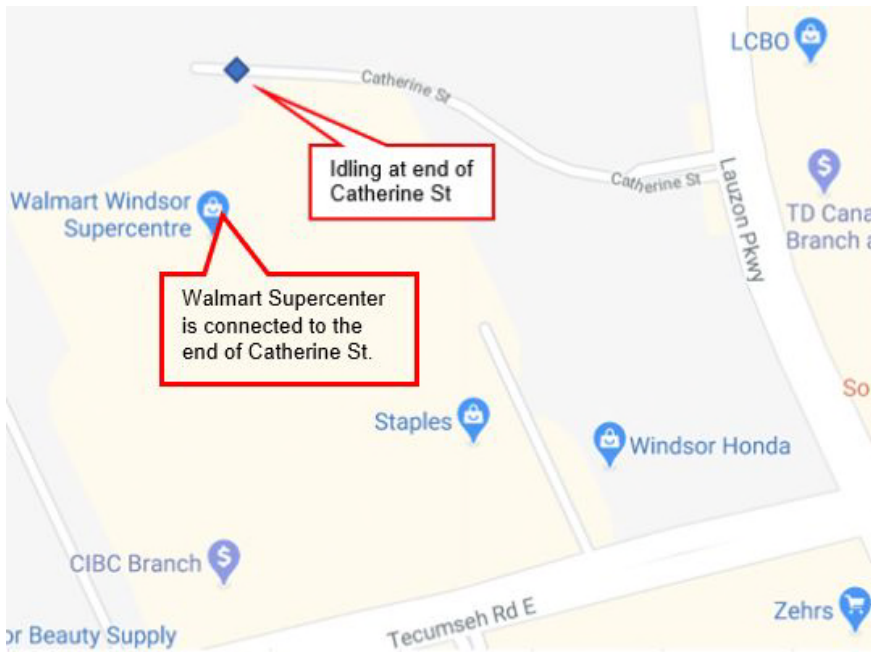 LCBO
Catherine St
Idling at end of
Catherine St
Catherine St
Lauzon Pkwy
TD Cana
Branch a
Walmart Windsor
Supercentre
Walmart Supercenter
is connected to the
end of Catherine St.
So
Staples
Windsor Honda
CIBC Branch
Tecumseh Rd E
Zehrs
or Beauty Supply